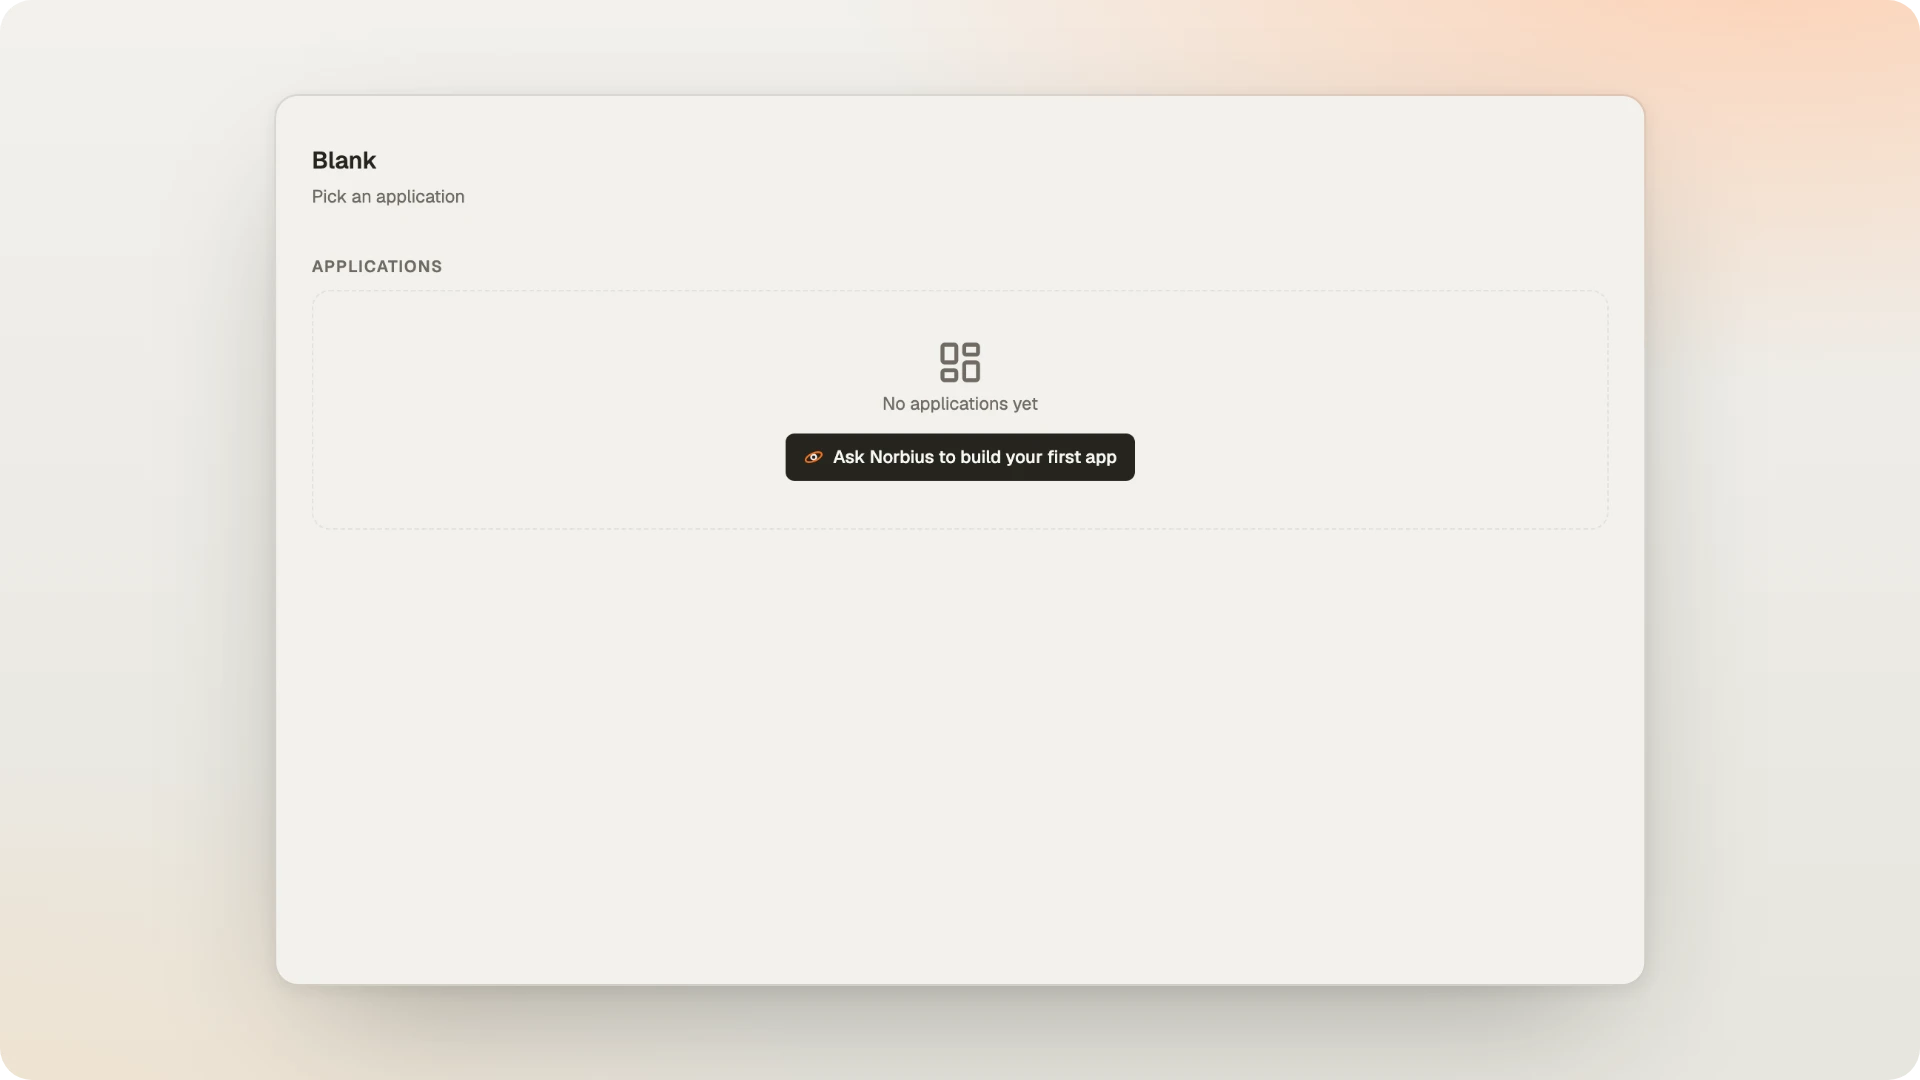 Blank
Pick an application
APPLICATIONS
No applications yet
Ask Norbius to build your first app